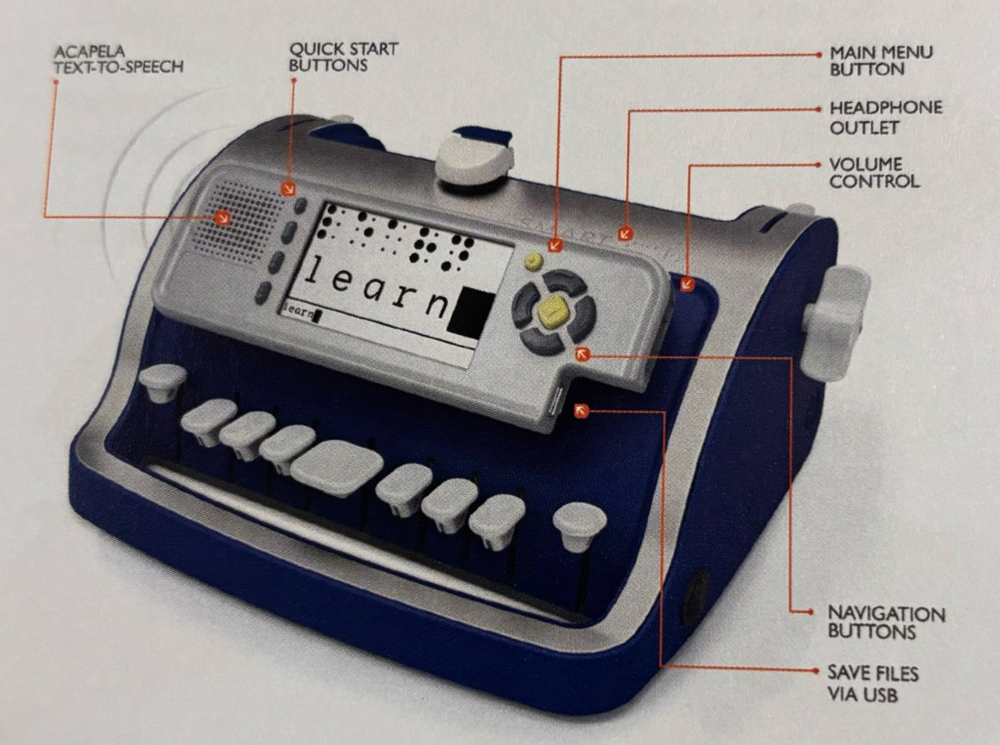 ACAPELA
TEXT-TO-SPEECH
QUICK START
BUTTONS
MAIN MENU
BUTTON
HEADPHONE
OUTLET
VOLUME
CONTROL
SMART
learn
learn
NAVIGATION
BUTTONS
SAVE FILES
VIA USB